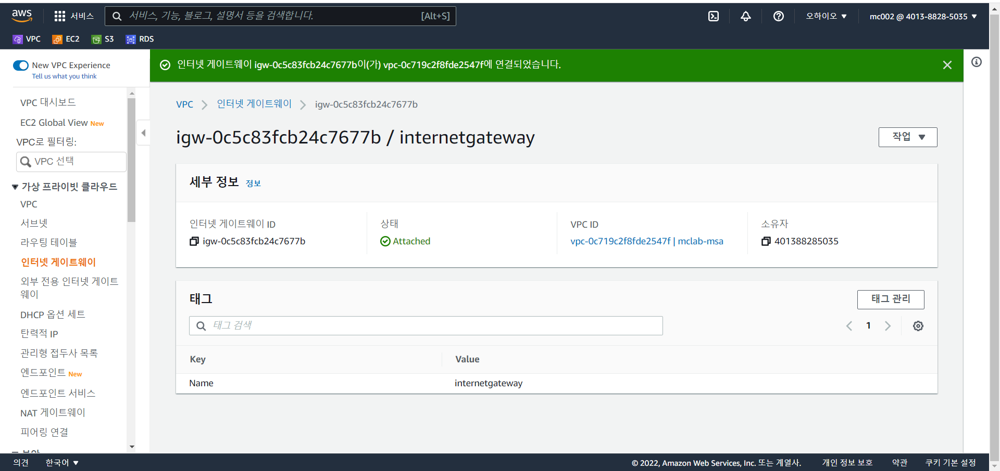 aws
서비스
서비스, 기능, 블로그, 설명서 등을 검색합니다.
[Alt+S]
오하이오 ▼
mc002 @ 4013-8828-5035 ▼
VPC
EC2
S3
RDS
New VPC Experience
Tell us what you think
VPC 대시보드
EC2 Global View New
VPC로 필터링:
VPC 선택
▼ 가상 프라이빗 클라우드
VPC
서브넷
라우팅 테이블
인터넷 게이트웨이
외부 전용 인터넷 게이트
웨이
DHCP 옵션 세트
탄력적 IP
관리형 접두사 목록
엔드포인트 New
엔드포인트 서비스
NAT 게이트웨이
피어링 연결
인터넷 게이트웨이 igw-0c5c83fcb24c7677b이(가) vpc-0c719c2f8fde2547f에 연결되었습니다.
VPC > 인터넷 게이트웨이 > igw-0c5c83fcb24c7677b
igw-0c5c83fcb24c7677b / internetgateway
작업 ▼
세부 정보 정보
인터넷 게이트웨이 ID
igw-0c5c83fcb24c7677b
상태
Attached
VPC ID
vpc-0c719c2f8fde2547f | mclab-msa
소유자
401388285035
태그
태그 관리
태그 검색
1
Key
Value
Name
internetgateway
의견
한국어 ▼
© 2022, Amazon Web Services, Inc. 또는 계열사.
개인 정보 보호
약관
쿠키 기본 설정